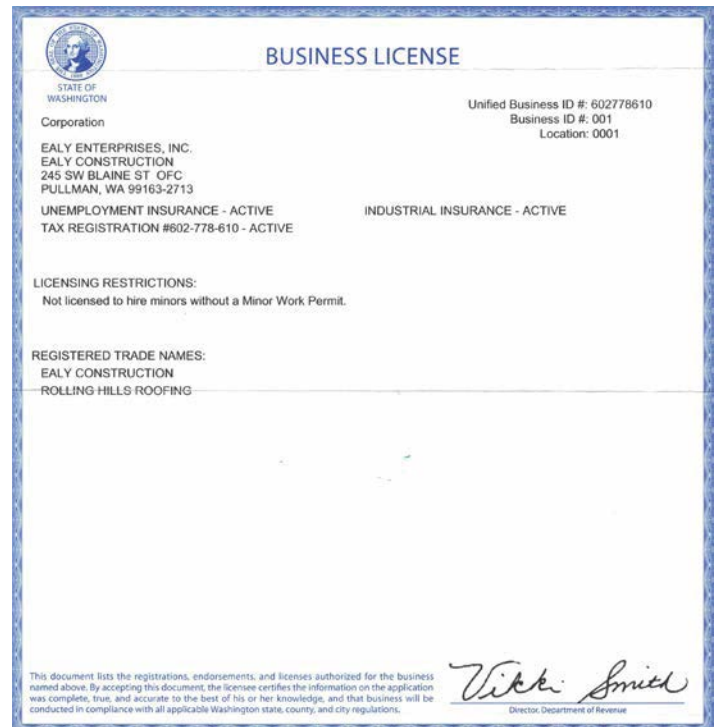 BUSINESS LICENSE
STATE OF
WASHINGTON
Unified Business ID #: 602778610
Business ID #: 001
Location: 0001
Corporation
EALY ENTERPRISES, INC.
EALY CONSTRUCTION
245 SW BLAINE ST OFC
PULLMAN, WA 99163-2713
UNEMPLOYMENT INSURANCE - ACTIVE INDUSTRIAL INSURANCE - ACTIVE
TAX REGISTRATION #602-778-610 - ACTIVE
LICENSING RESTRICTIONS:
Not licensed to hire minors without a Minor Work Permit.
REGISTERED TRADE NAMES:
EALY CONSTRUCTION
ROLLING HILLS ROOFING
This document lists the registrations, endorsements, and licenses authorized for the business
named above. By accepting this document, the licensee certifies the information on the application
was complete, true, and accurate to the best of his or her knowledge, and that business will be
conducted in compliance with all applicable Washington state, county, and city regulations.
Vikki Smith
Director, Department of Revenue